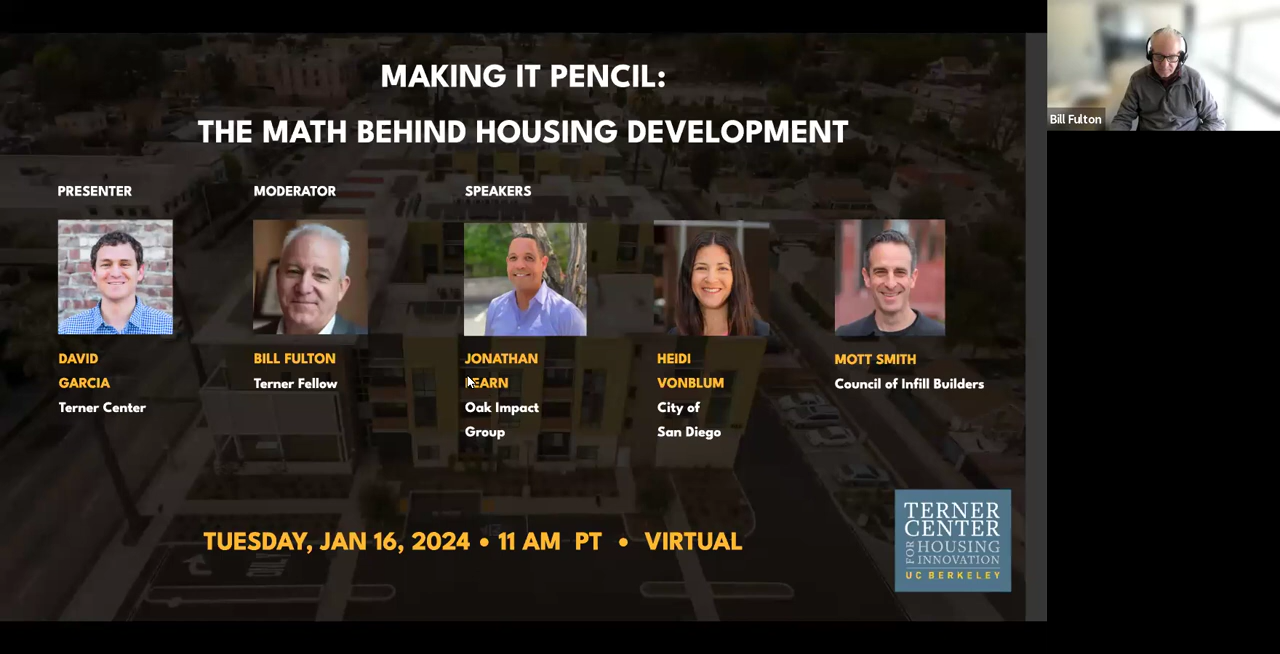 MAKING IT PENCIL:
THE MATH BEHIND HOUSING DEVELOPMENT
PRESENTER
MODERATOR
SPEAKERS
DAVID
GARCIA
Terner Center
BILL FULTON
Terner Fellow
JONATHAN
FEARN
Oak Impact
Group
HEIDI
VONBLUM
City of
San Diego
MOTT SMITH
Council of Infill Builders
TUESDAY, JAN 16, 2024 • 11 AM PT • VIRTUAL
TERNER
CENTER
FOR HOUSING
INNOVATION
UC BERKELEY
Bill Fulton